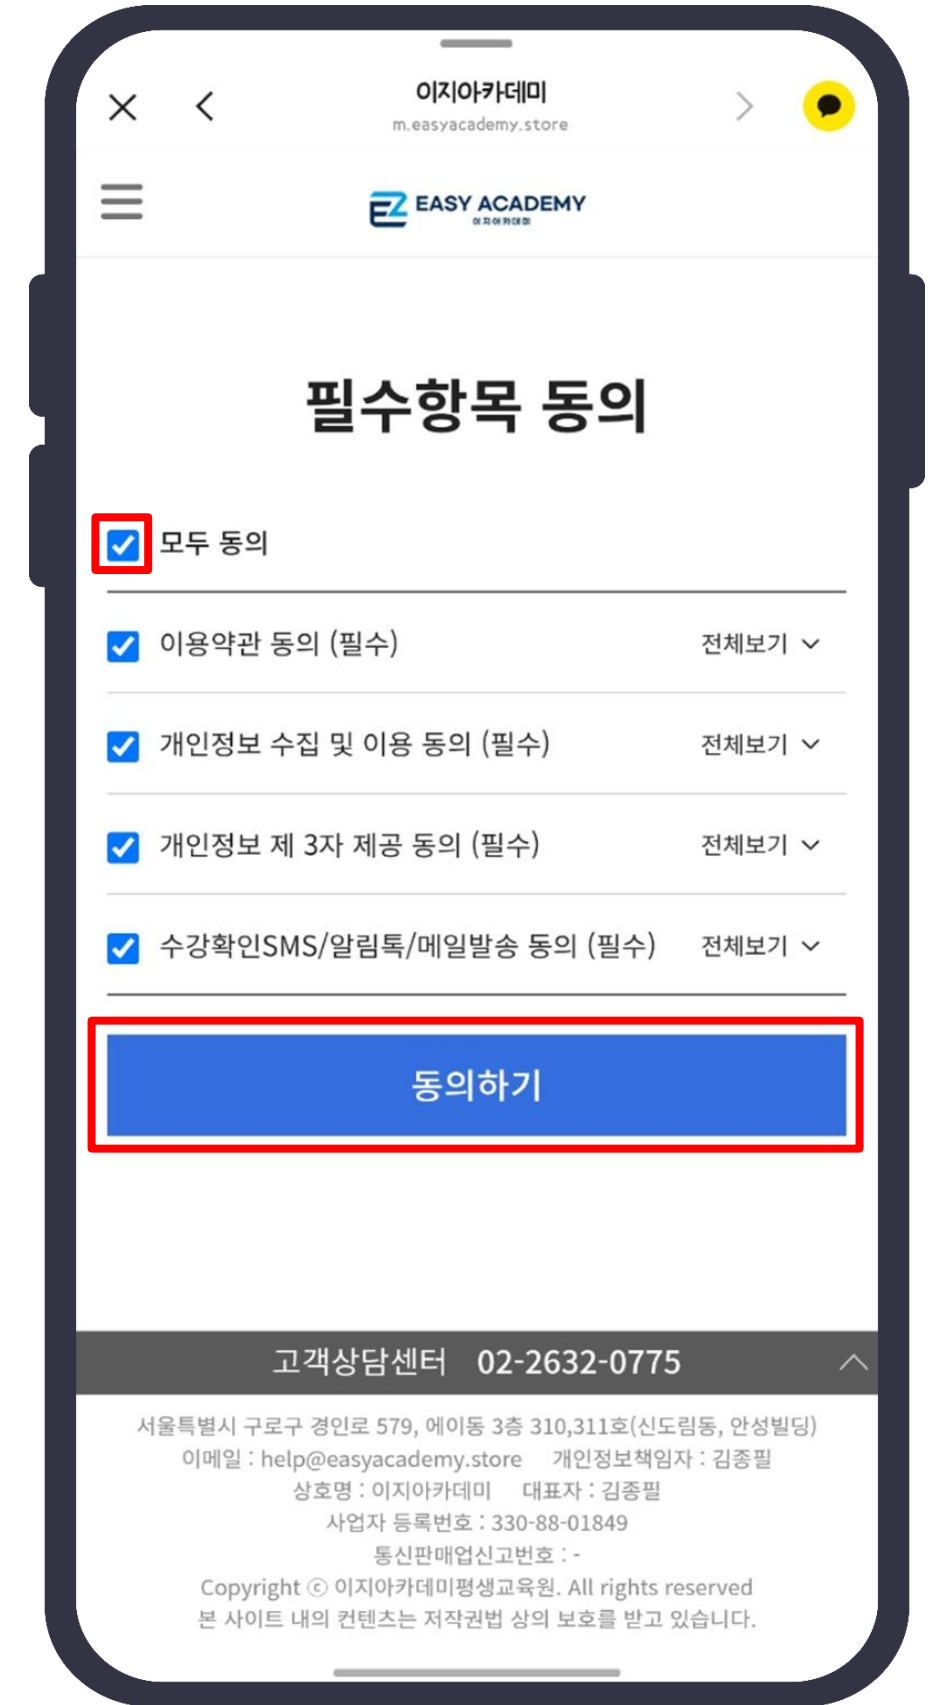 이지아카데미
m.easyacademy.store
EASY ACADEMY
이지아카데미
필수항목 동의
모두 동의
이용약관 동의 (필수) 전체보기
개인정보 수집 및 이용 동의 (필수) 전체보기
개인정보 제 3자 제공 동의 (필수) 전체보기
수강확인SMS/알림톡/메일발송 동의 (필수) 전체보기
동의하기
고객상담센터 02-2632-0775
서울특별시 구로구 경인로 579, 에이동 3층 310,311호(신도림동, 안성빌딩)
이메일 : help@easyacademy.store 개인정보책임자 : 김종필
상호명 : 이지아카데미 대표자 : 김종필
사업자 등록번호 : 330-88-01849
통신판매업신고번호 : -
Copyright ⓒ 이지아카데미평생교육원. All rights reserved
본 사이트 내의 컨텐츠는 저작권법 상의 보호를 받고 있습니다.